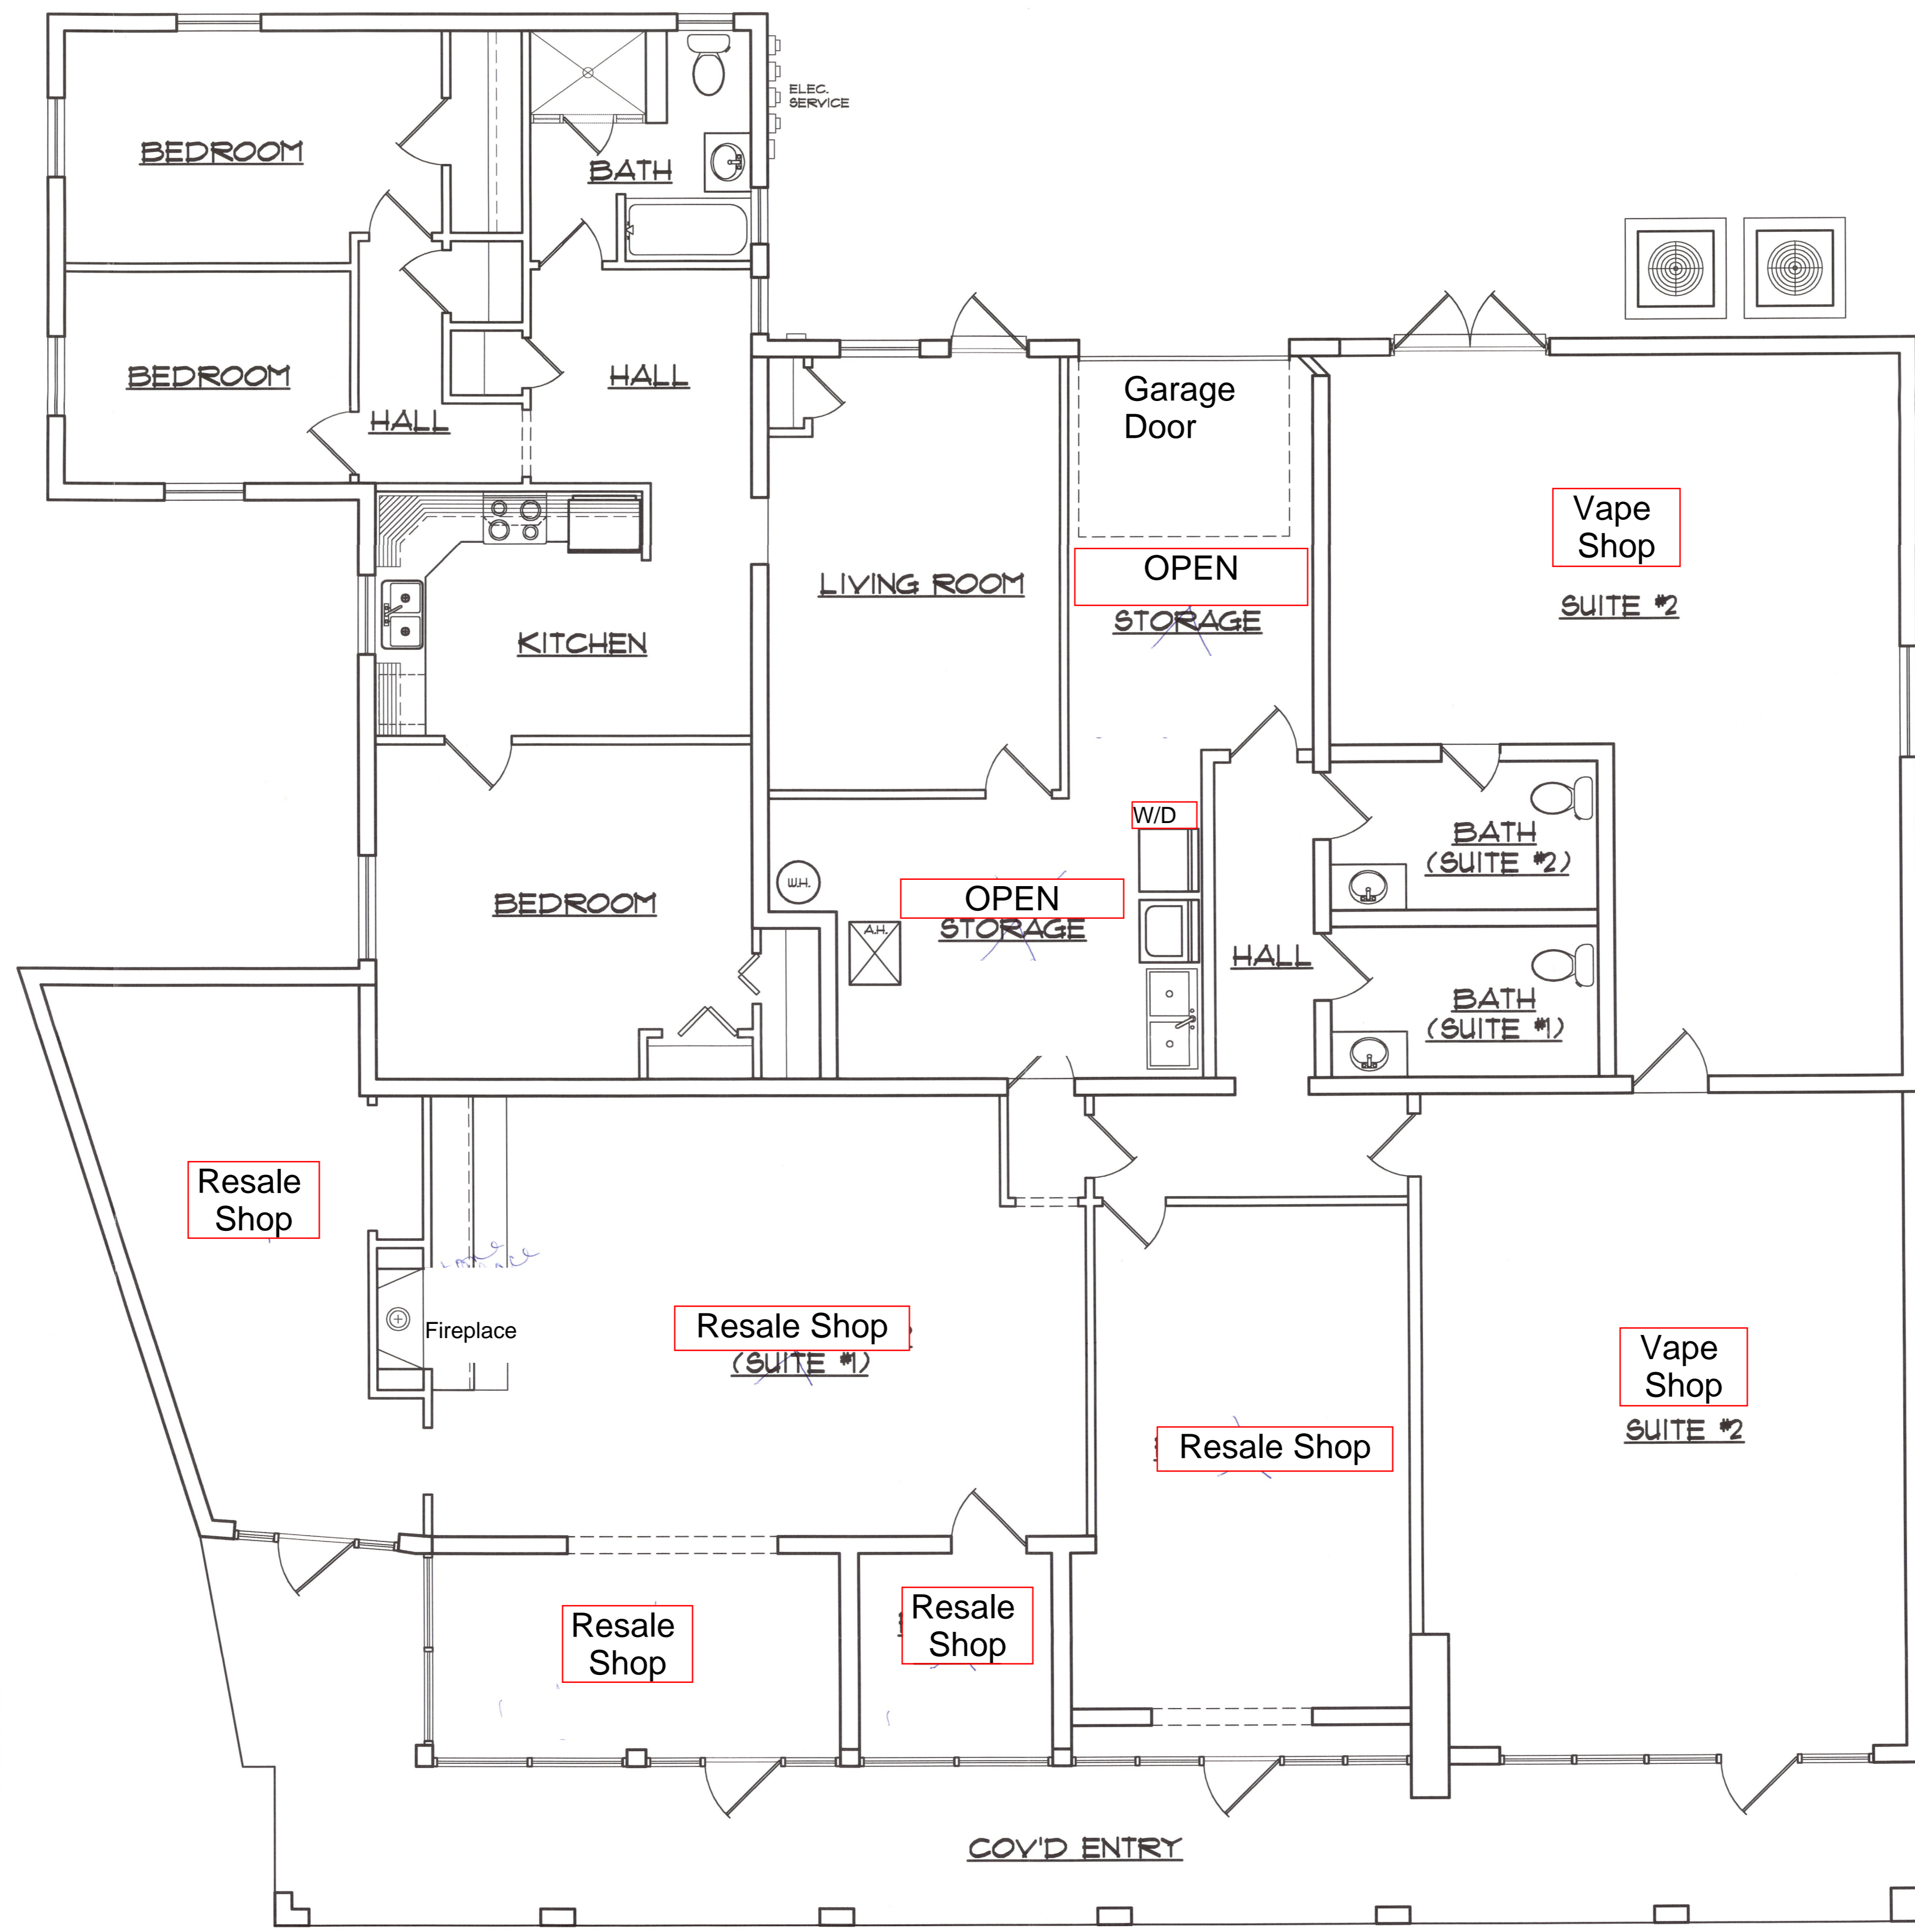 ELEC.
SERVICE
BEDROOM
BATH
BEDROOM
HALL
HALL
Garage
Door
Vape
Shop
SUITE #2
LIVING ROOM
OPEN
STORAGE
KITCHEN
W/D
BATH
(SUITE #2)
W.H.
OPEN
STORAGE
A.H.
BEDROOM
HALL
BATH
(SUITE #1)
Resale
Shop
Fireplace
Resale Shop
(SUITE #1)
Vape
Shop
SUITE #2
Resale Shop
Resale
Shop
Resale
Shop
COV'D ENTRY